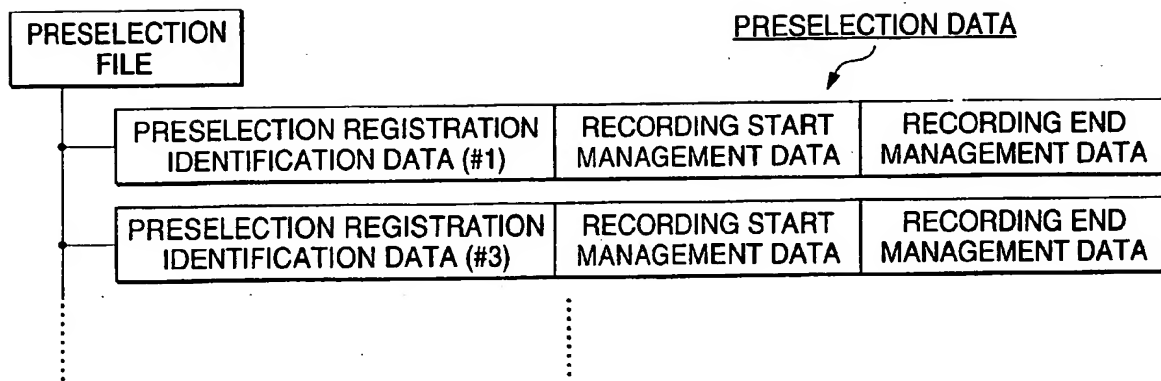 PRESELECTION
FILE
PRESELECTION DATA
PRESELECTION REGISTRATION
IDENTIFICATION DATA (#1)
RECORDING START
MANAGEMENT DATA
RECORDING END
MANAGEMENT DATA
PRESELECTION REGISTRATION
IDENTIFICATION DATA (#3)
RECORDING START
MANAGEMENT DATA
RECORDING END
MANAGEMENT DATA